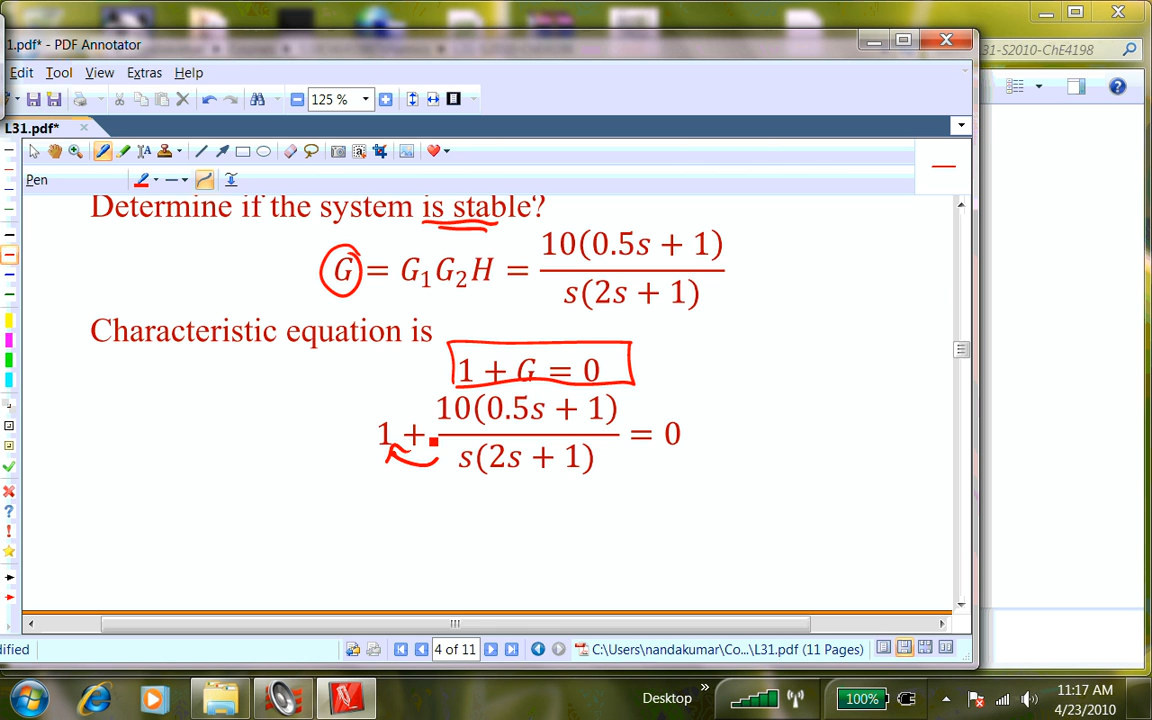 1.pdf* - PDF Annotator
31-S2010-ChE4198
Edit Tool View Extras Help
125 %
L31.pdf*
Pen
Determine if the system is stable?
G = G₁G₂H = 10(0.5s + 1) / s(2s + 1)
Characteristic equation is
1 + G = 0
1 + 10(0.5s + 1) / s(2s + 1) = 0
dified
4 of 11
C:\Users\nandakumar\Co...\L31.pdf (11 Pages)
Desktop
100%
11:17 AM
4/23/2010